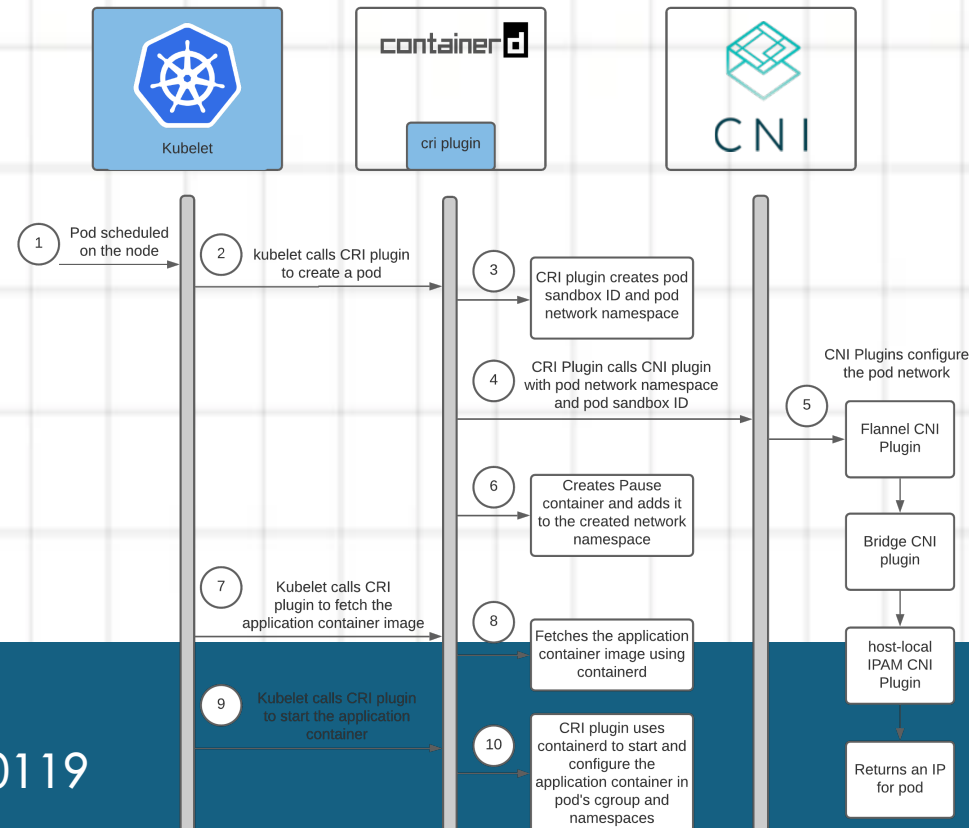 containerd
CNI
Kubelet
cri plugin
1
Pod scheduled
on the node
2
kubelet calls CRI plugin
to create a pod
3
CRI plugin creates pod
sandbox ID and pod
network namespace
4
CRI Plugin calls CNI plugin
with pod network namespace
and pod sandbox ID
CNI Plugins configure
the pod network
5
Flannel CNI
Plugin
6
Creates Pause
container and adds it
to the created network
namespace
Bridge CNI
plugin
7
Kubelet calls CRI
plugin to fetch the
application container image
8
Fetches the application
container image using
containerd
host-local
IPAM CNI
Plugin
9
Kubelet calls CRI plugin
to start the application
container
10
CRI plugin uses
containerd to start and
configure the
application container in
pod's cgroup and
namespaces
Returns an IP
for pod
0119